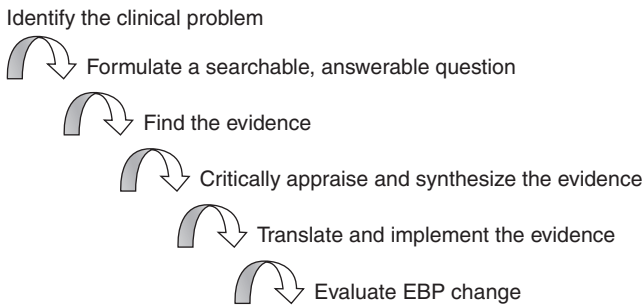 Identify the clinical problem
Formulate a searchable, answerable question
Find the evidence
Critically appraise and synthesize the evidence
Translate and implement the evidence
Evaluate EBP change